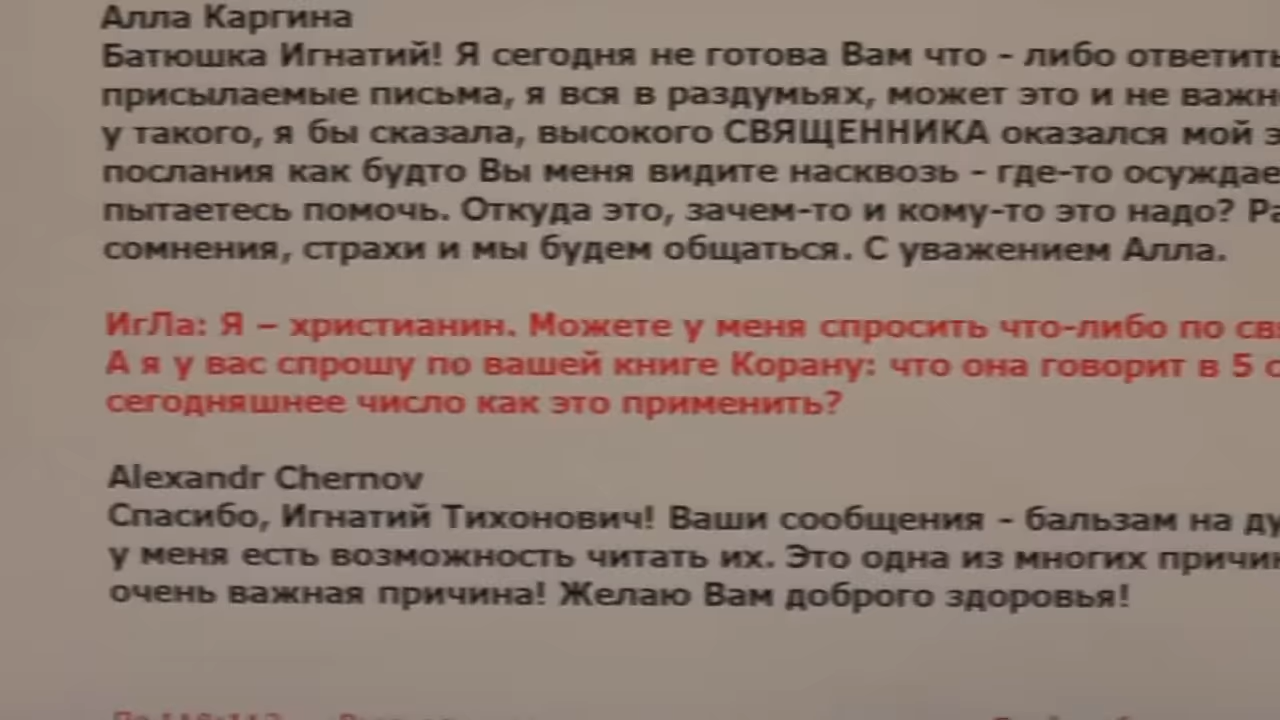 Алла Каргина
Батюшка Игнатий! Я сегодня не готова Вам что - либо ответить
присылаемые письма, я вся в раздумьях, может это и не важн
у такого, я бы сказала, высокого СВЯЩЕННИКА оказался мой э
послания как будто Вы меня видите насквозь - где-то осуждае
пытаетесь помочь. Откуда это, зачем-то и кому-то это надо? Ра
сомнения, страхи и мы будем общаться. С уважением Алла.
ИгЛа: Я – христианин. Можете у меня спросить что-либо по св
А я у вас спрошу по вашей книге Корану: что она говорит в 5 с
сегодняшнее число как это применить?
Alexandr Chernov
Спасибо, Игнатий Тихонович! Ваши сообщения - бальзам на ду
у меня есть возможность читать их. Это одна из многих причин
очень важная причина! Желаю Вам доброго здоровья!